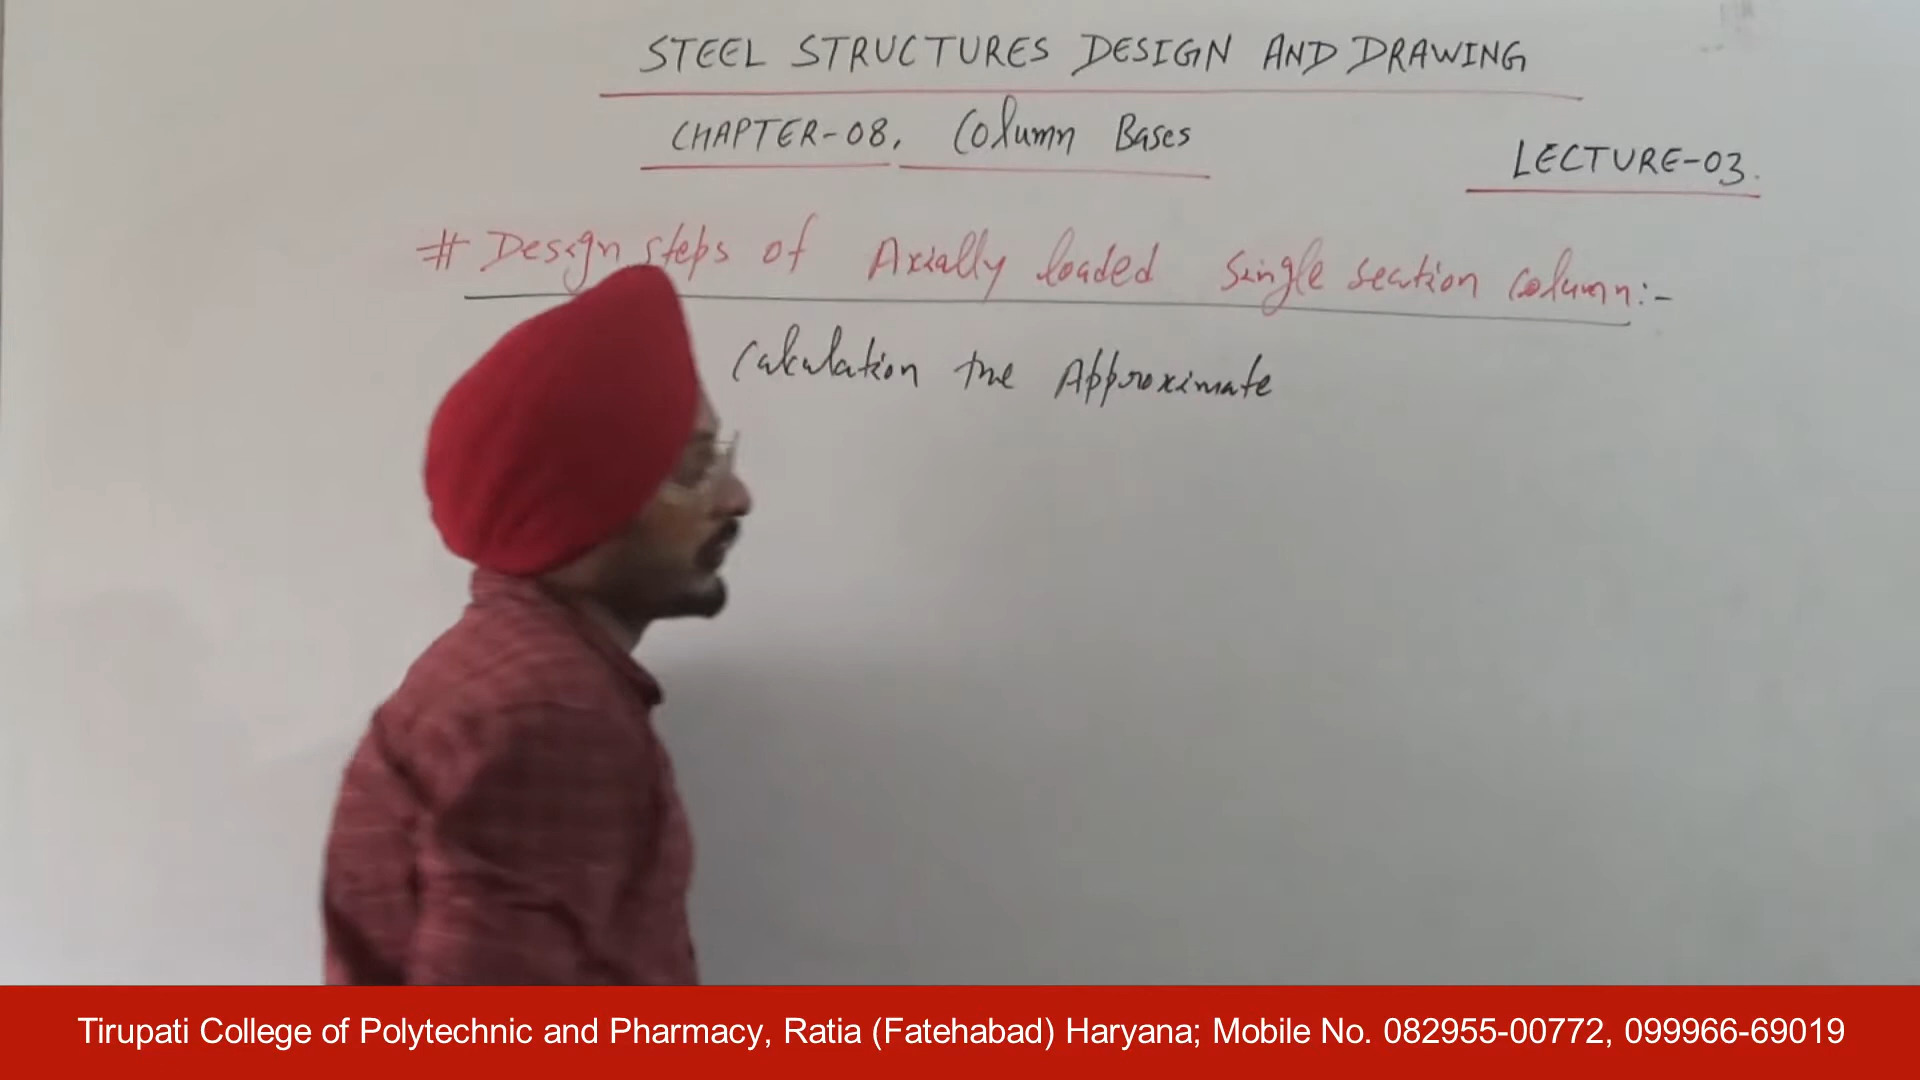 STEEL STRUCTURES DESIGN AND DRAWING
CHAPTER-08, Column Bases
LECTURE-03.
# Design steps of Axially loaded Single section Column:-
Calculation the Approximate
Tirupati College of Polytechnic and Pharmacy, Ratia (Fatehabad) Haryana; Mobile No. 082955-00772, 099966-69019